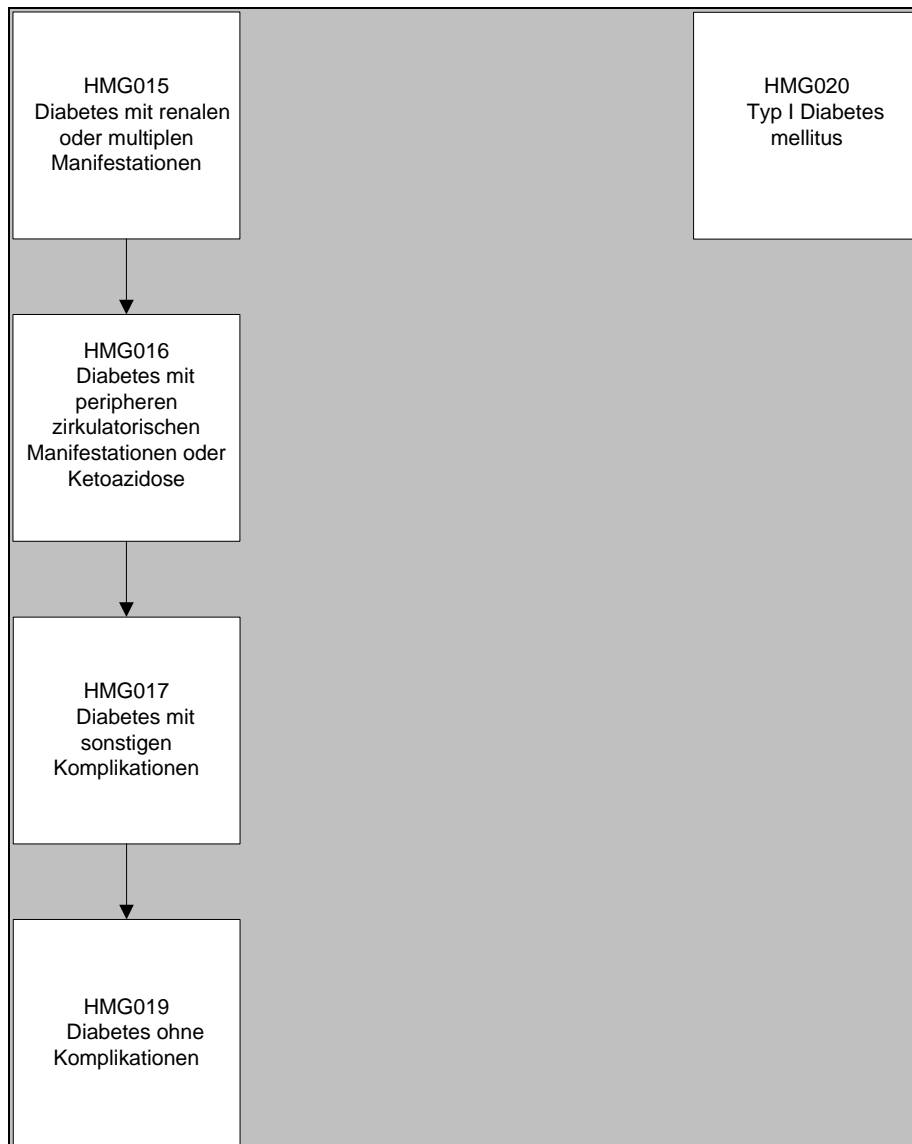 HMG015
Diabetes mit renalen
oder multiplen
Manifestationen
HMG020
Typ I Diabetes
mellitus
HMG016
Diabetes mit
peripheren
zirkulatorischen
Manifestationen oder
Ketoazidose
HMG017
Diabetes mit
sonstigen
Komplikationen
HMG019
Diabetes ohne
Komplikationen